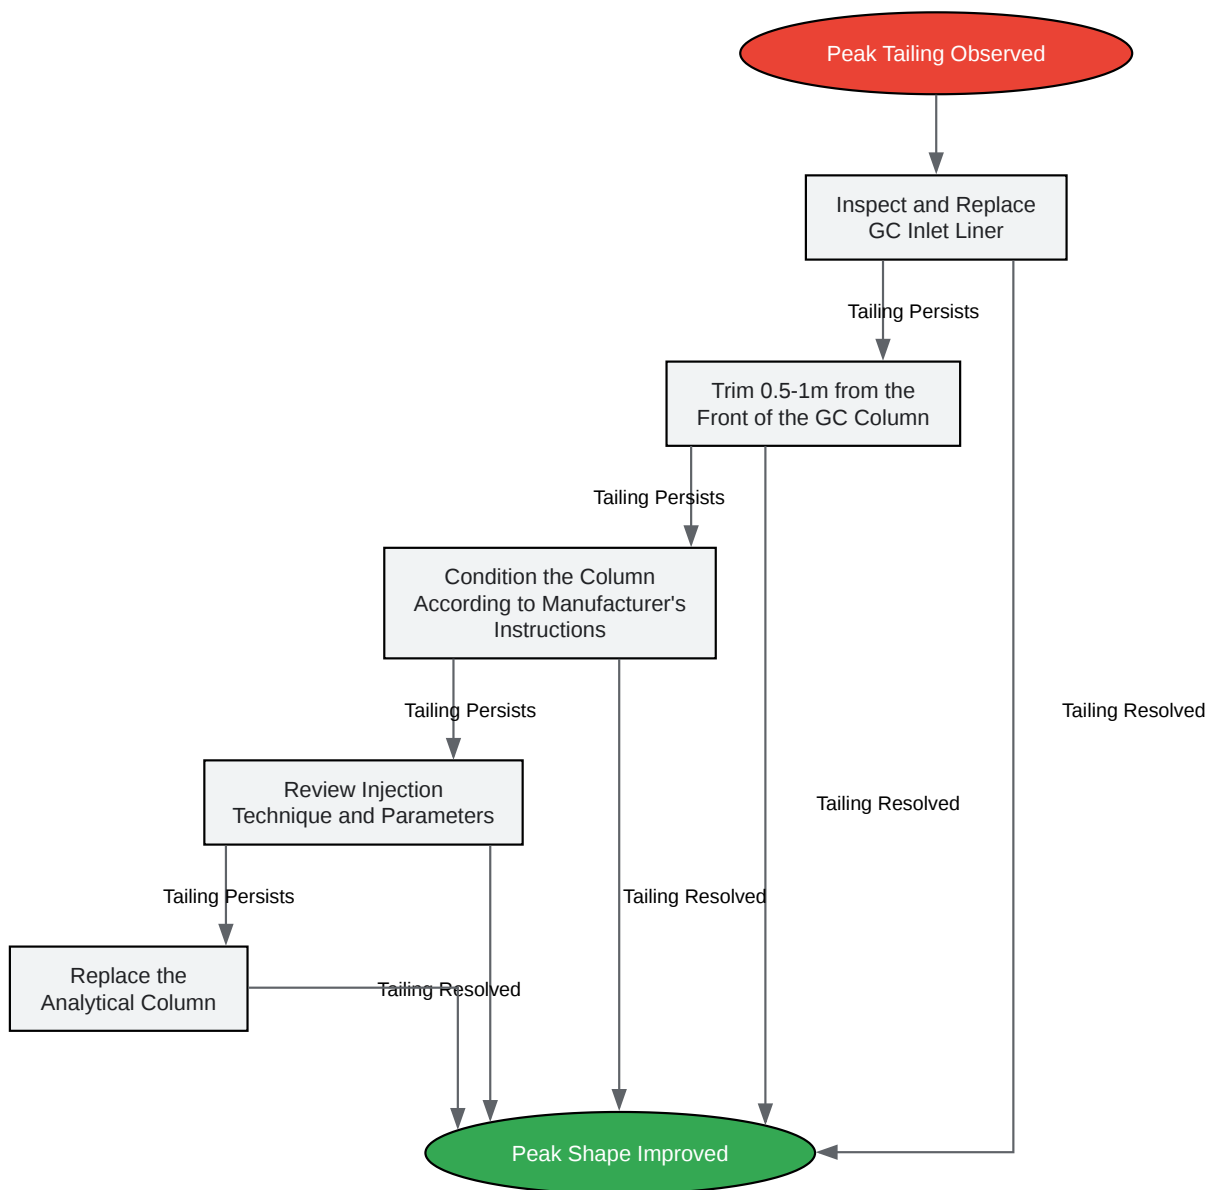 Peak Tailing Observed
Inspect and Replace
GC Inlet Liner
Tailing Persists
Trim 0.5-1m from the
Front of the GC Column
Tailing Persists
Condition the Column
According to Manufacturer's
Instructions
Tailing Persists
Tailing Resolved
Review Injection
Technique and Parameters
Tailing Resolved
Tailing Persists
Tailing Resolved
Replace the
Analytical Column
Tailing Resolved
Peak Shape Improved